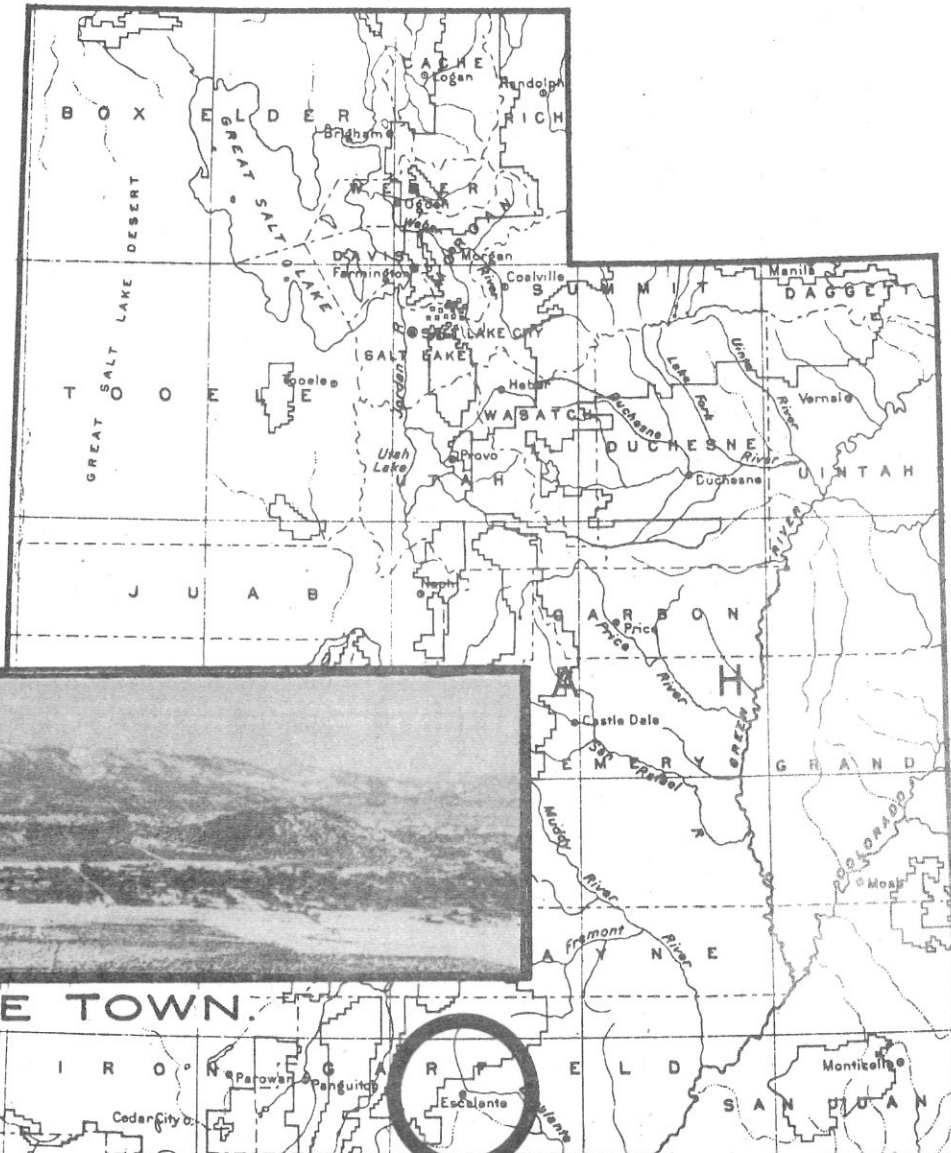 CACHE
Logan
Randolph
RICH
BOX ELDER
Brigham
GREAT SALT LAKE
GREAT SALT LAKE DESERT
WEBER
Ogden
Weber River
MORGAN
Morgan
DAVIS
Farmington
Coalville
SUMMIT
Manila
DAGGETT
SALT LAKE CITY
SALT LAKE
Jordan R
TOOELE
Tooele
Heber
WASATCH
Duchesne River
Lake Fork
Uinta River
Vernal
DUCHESNE
Duchesne
UINTAH
Utah Lake
Provo
UTAH
JUAB
Nephi
CARBON
Price
Price River
A H
GREEN RIVER
Castle Dale
San Rafael R
EMERY
GRAND
COLORADO
Moab
Muddy River
Fremont River
AYNE
E TOWN.
IRON
Parowan
Panguitch
GARFIELD
Escalante
Cedar City
Monticello
SAN JUAN